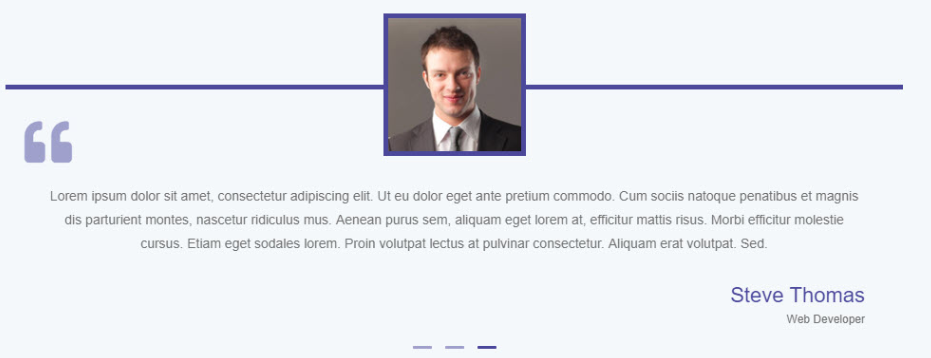 Lorem ipsum dolor sit amet, consectetur adipiscing elit. Ut eu dolor eget ante pretium commodo. Cum sociis natoque penatibus et magnis
dis parturient montes, nascetur ridiculus mus. Aenean purus sem, aliquam eget lorem at, efficitur mattis risus. Morbi efficitur molestie
cursus. Etiam eget sodales lorem. Proin volutpat lectus at pulvinar consectetur. Aliquam erat volutpat. Sed.
Steve Thomas
Web Developer